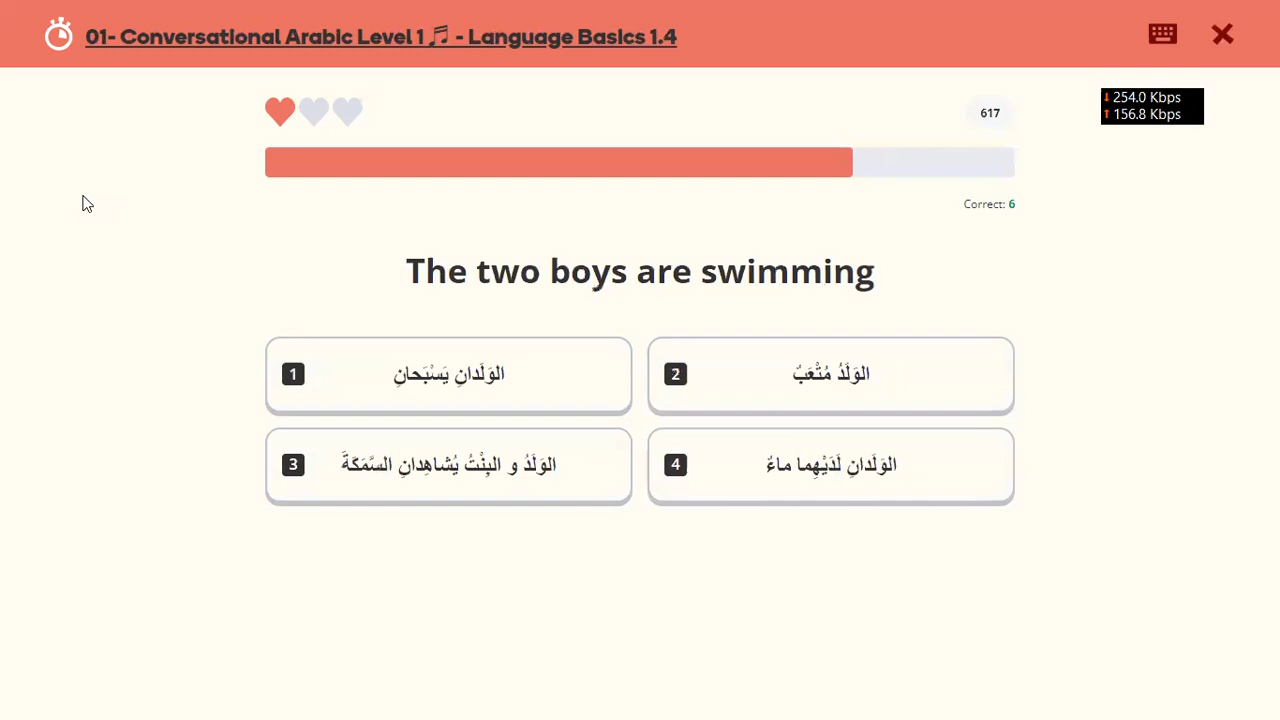 01- Conversational Arabic Level 1🎵 - Language Basics 1.4
↓ 254.0 Kbps
↑ 156.8 Kbps
617
Correct: 6
The two boys are swimming
1 الوَلَدانِ يَسْبَحانِ
2 الوَلَدُ مُتْعَبٌ
3 الوَلَدُ و البِنْتُ يُشاهِدانِ السَّمَكَةَ
4 الوَلَدانِ لَدَيْهِما ماءٌ